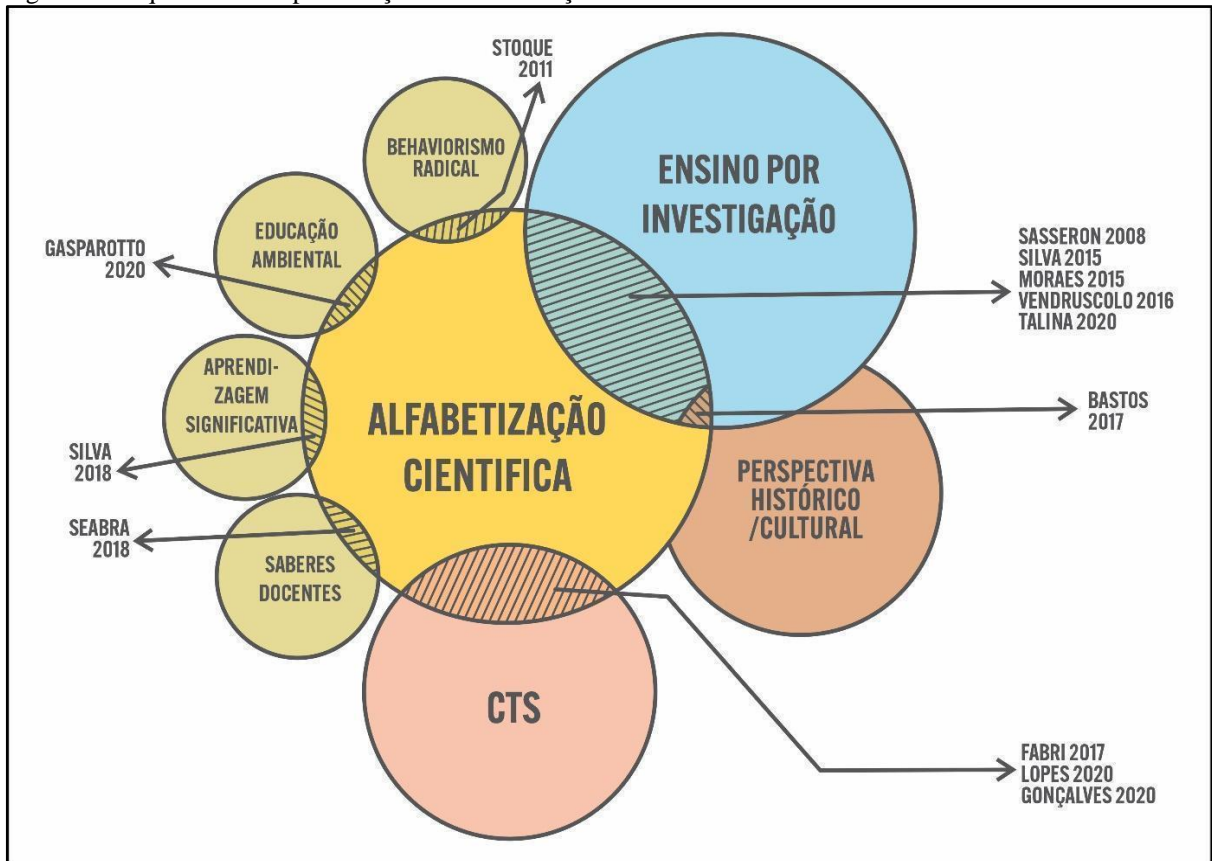 STOQUE
2011
BEHAVIORISMO
RADICAL
ENSINO POR
INVESTIGAÇÃO
EDUCAÇÃO
AMBIENTAL
GASPAROTTO
2020
SASSERON 2008
SILVA 2015
MORAES 2015
VENDRUSCOLO 2016
TALINA 2020
APRENDI-
ZAGEM
SIGNIFICATIVA
ALFABETIZAÇÃO
CIENTIFICA
BASTOS
2017
SILVA
2018
PERSPECTIVA
HISTÓRICO
/CULTURAL
SEABRA
2018
SABERES
DOCENTES
CTS
FABRI 2017
LOPES 2020
GONÇALVES 2020